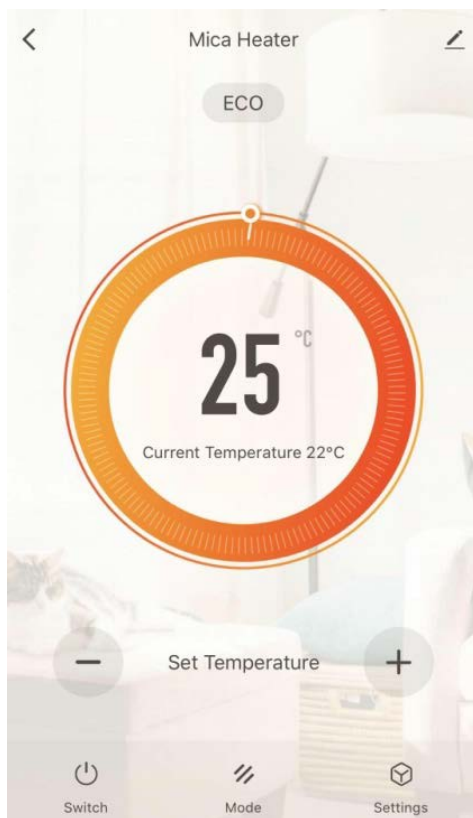 Mica Heater
ECO
25 °C
Current Temperature 22°C
Set Temperature
Switch
Mode
Settings